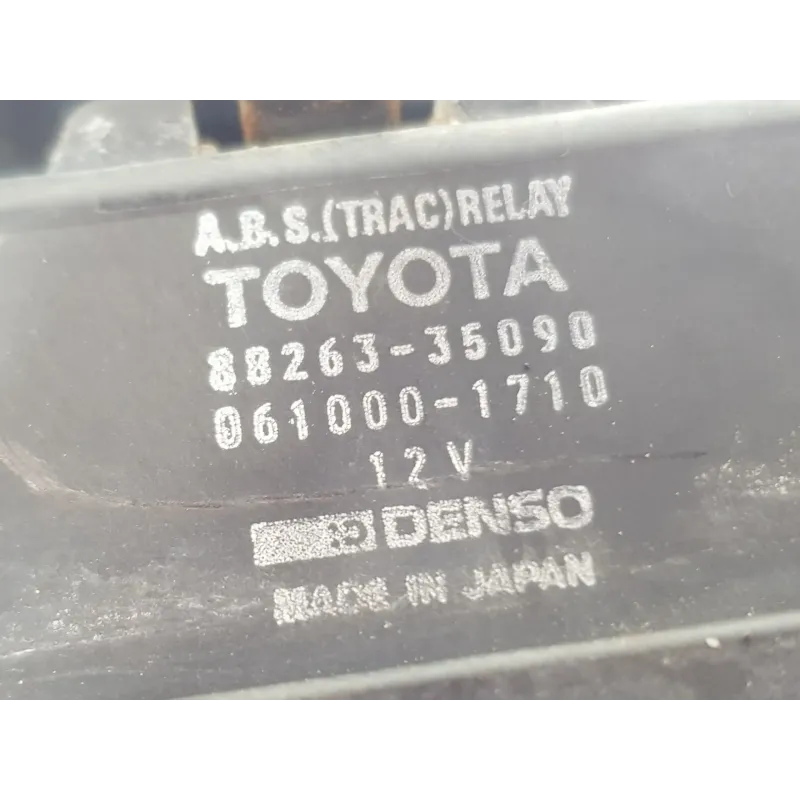 A.B.S.(TRAC)RELAY
TOYOTA
88263-35090
061000-1710
12V
DENSO
MADE IN JAPAN